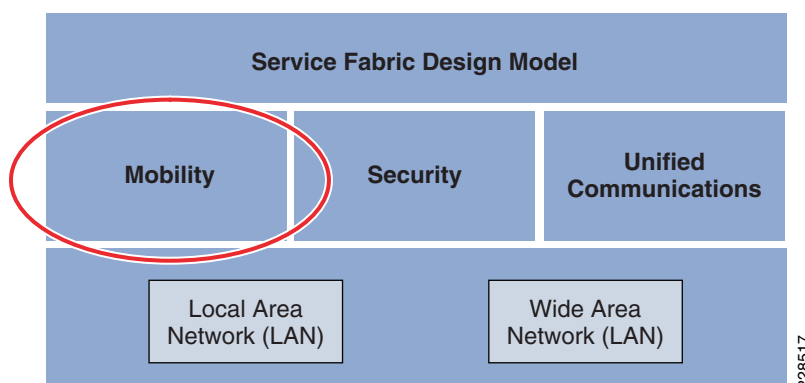 Service Fabric Design Model
Mobility
Security
Unified
Communications
Local Area
Network (LAN)
Wide Area
Network (LAN)
228517